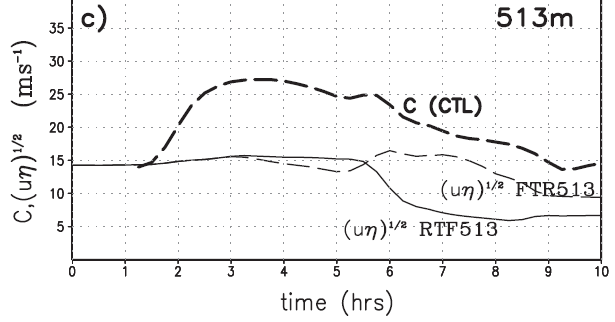 c)
513m
35
30
25
20
15
10
5
C,(uη)^1/2 (ms⁻¹)
C (CTL)
(uη)^1/2 FTR513
(uη)^1/2 RTF513
0 1 2 3 4 5 6 7 8 9 10
time (hrs)